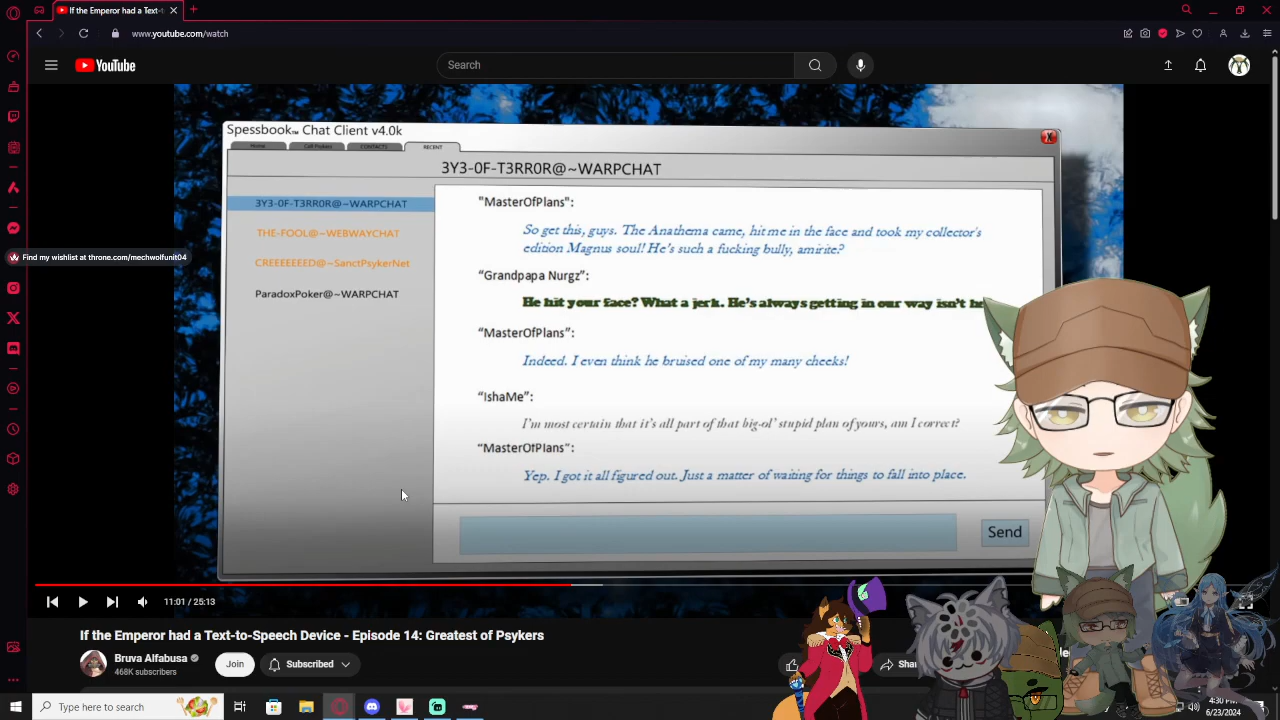 If the Emperor had a Text-t
www.youtube.com/watch
YouTube
Search
Spessbook™ Chat Client v4.0k
Home
Call Psykers
CONTACTS
RECENT
X
3Y3-0F-T3RR0R@~WARPCHAT
3Y3-0F-T3RR0R@~WARPCHAT
THE-FOOL@~WEBWAYCHAT
CREEEEEED@~SanctPsykerNet
ParadoxPoker@~WARPCHAT
Find my wishlist at throne.com/mechwolfunit04
"MasterOfPlans":
So get this, guys. The Anathema came, hit me in the face and took my collector's
edition Magnus soul! He's such a fucking bully, amirite?
"Grandpapa Nurgz":
He hit your face? What a jerk. He's always getting in our way isn't he
"MasterOfPlans":
Indeed. I even think he bruised one of my many cheeks!
"IshaMe":
I'm most certain that it's all part of that big-ol' stupid plan of yours, am I correct?
"MasterOfPlans":
Yep. I got it all figured out. Just a matter of waiting for things to fall into place.
Send
11:01 / 25:13
If the Emperor had a Text-to-Speech Device - Episode 14: Greatest of Psykers
Bruva Alfabusa
468K subscribers
Join
Subscribed
Shar
Type here to search
4:30 PM
6/23/2024